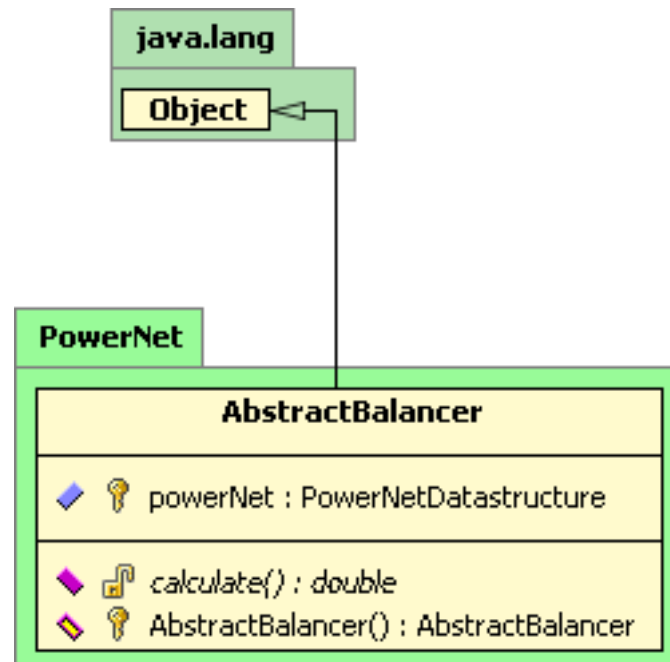 java.lang
Object
PowerNet
AbstractBalancer
powerNet : PowerNetDatastructure
calculate() : double
AbstractBalancer() : AbstractBalancer